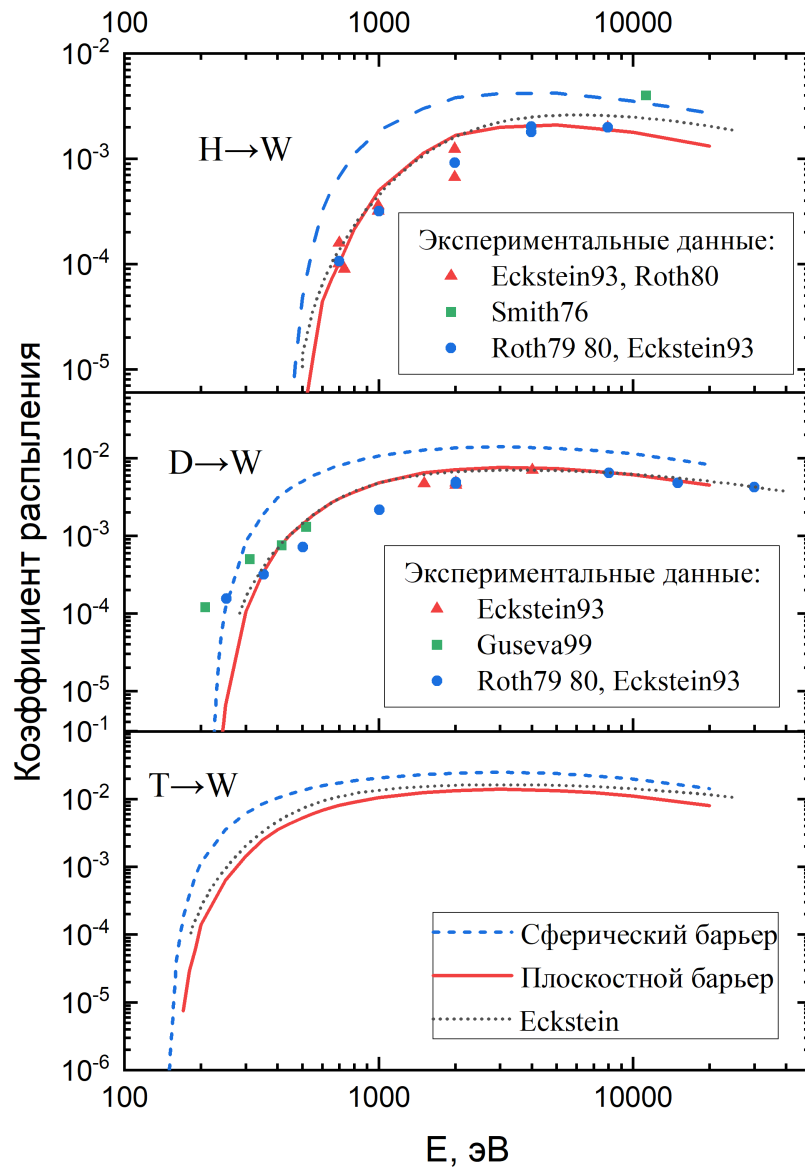 100 1000 10000
10⁻²
H→W
10⁻³
Экспериментальные данные:
Eckstein93, Roth80
10⁻⁴
Smith76
Roth79 80, Eckstein93
10⁻⁵
Коэффициент распыления
D→W
10⁻²
10⁻³
Экспериментальные данные:
Eckstein93
10⁻⁴
Guseva99
Roth79 80, Eckstein93
10⁻⁵
10⁻¹
T→W
10⁻²
10⁻³
10⁻⁴
Сферический барьер
Плоскостной барьер
10⁻⁵
Eckstein
10⁻⁶
100 1000 10000
E, эВ